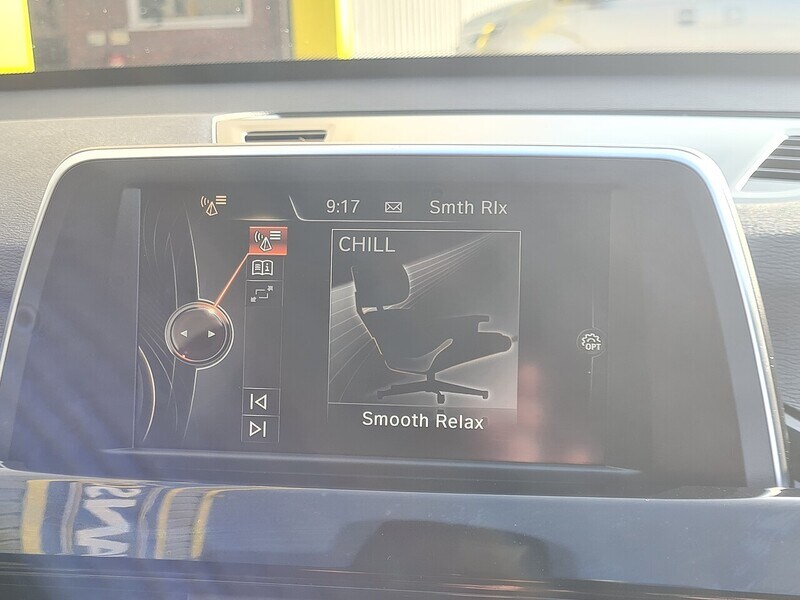 9:17 Smth Rlx
CHILL
OPT
Smooth Relax